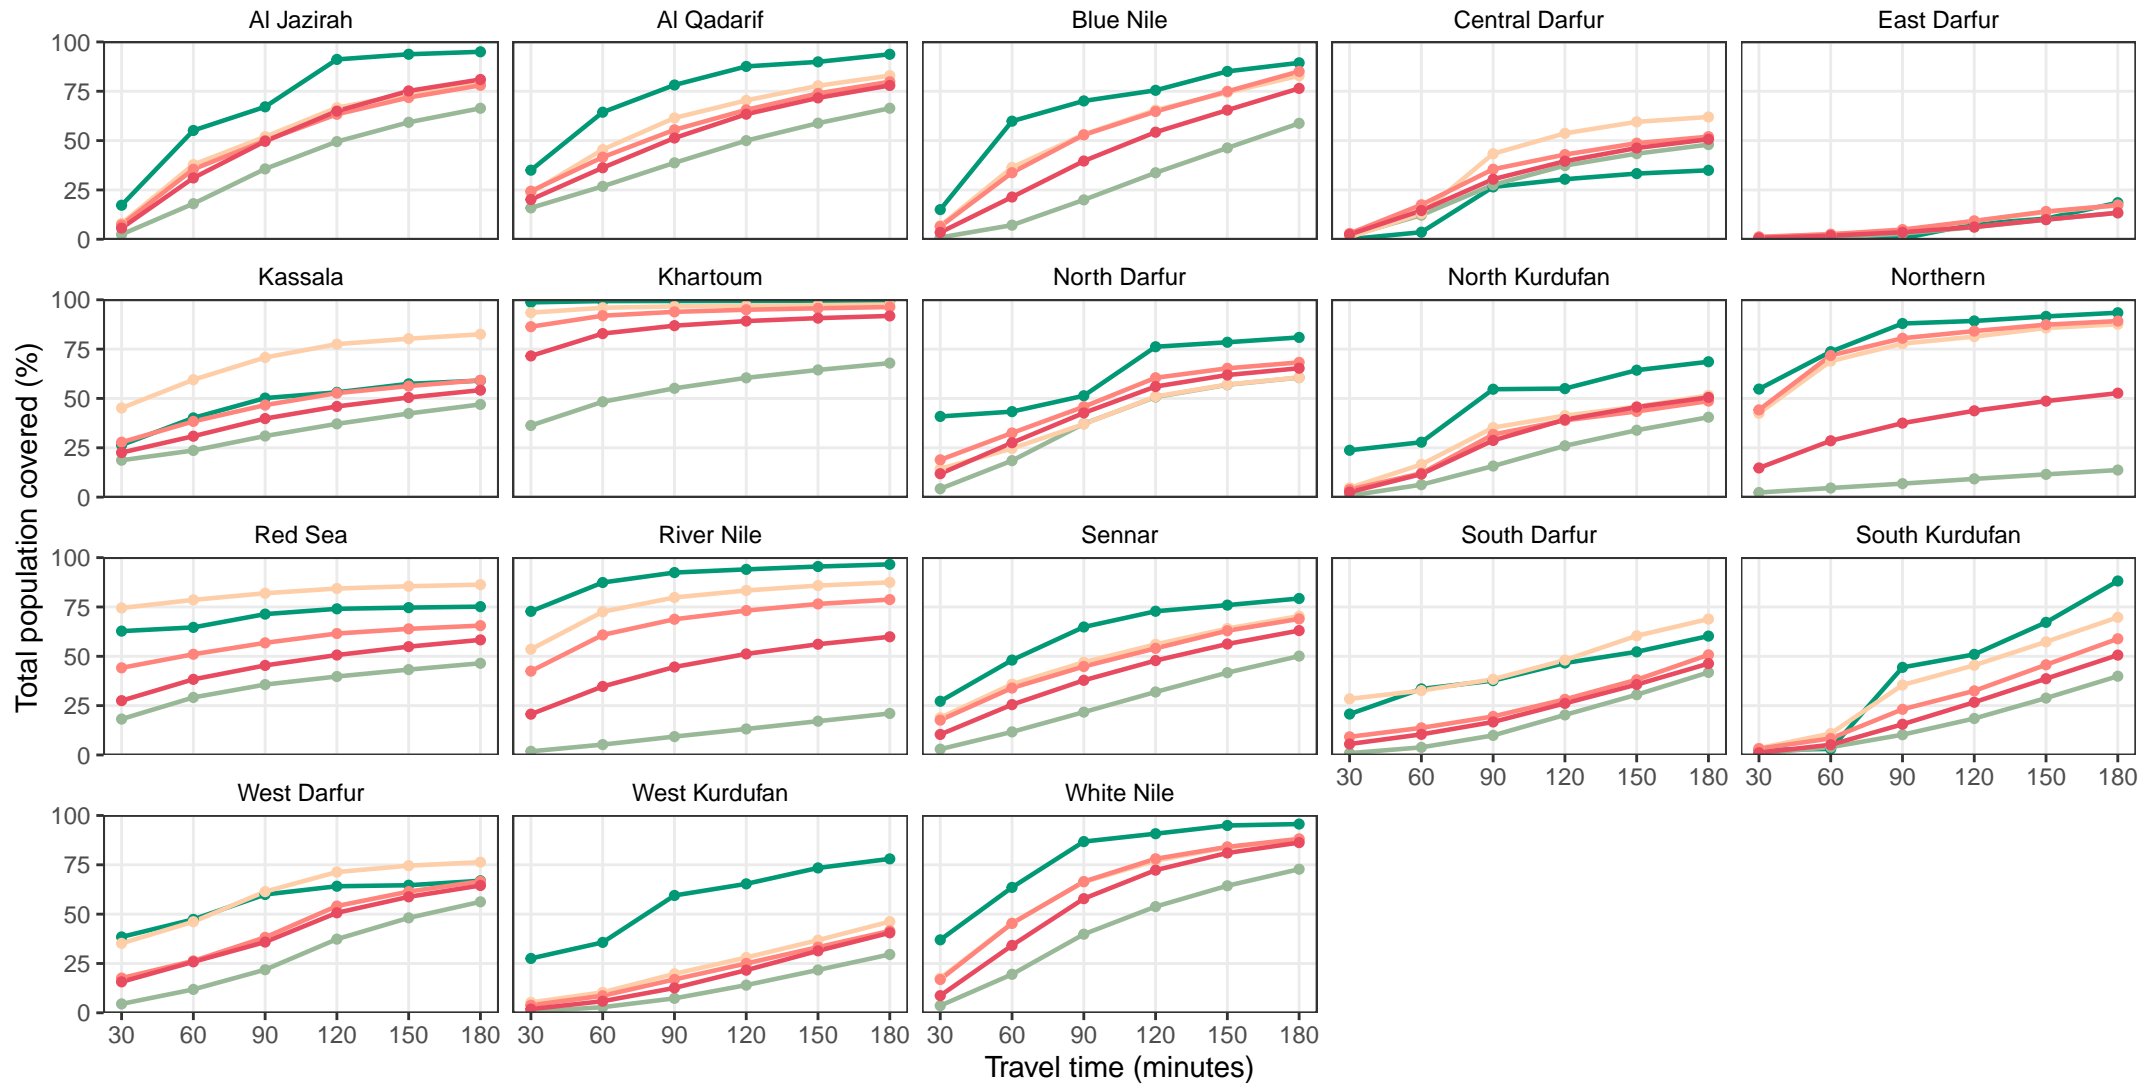 Al Jazirah Al Qadarif Blue Nile Central Darfur East Darfur
100
75
50
25
0
Kassala Khartoum North Darfur North Kurdufan Northern
100
75
50
25
0
Total population covered (%)
Red Sea River Nile Sennar South Darfur South Kurdufan
100
75
50
25
0
30 60 90 120 150 180 30 60 90 120 150 180
West Darfur West Kurdufan White Nile
100
75
50
25
0
30 60 90 120 150 180 30 60 90 120 150 180 30 60 90 120 150 180
Travel time (minutes)